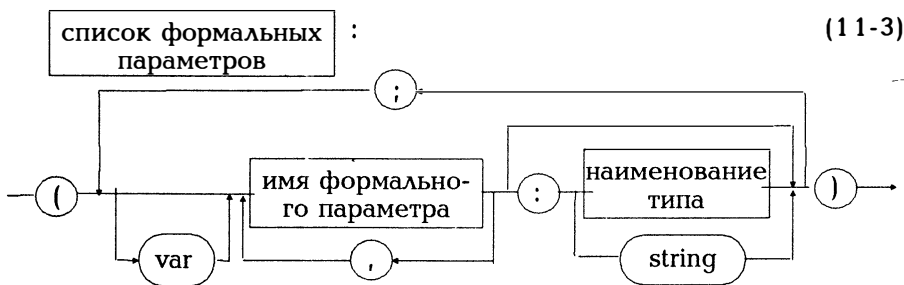 список формальных : (11-3)
параметров
;
( имя формально- : наименование )
го параметра типа
var , string